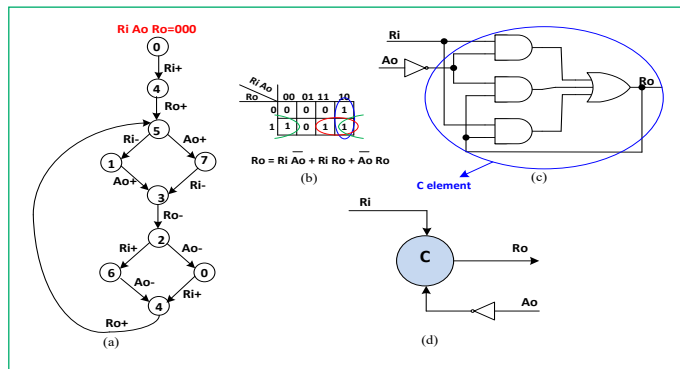 Ri Ao Ro=000
0
Ri+
4
Ro+
5
Ri-
Ao+
1
7
Ao+
Ri-
3
Ro-
2
Ri+
Ao-
6
0
Ao-
Ri+
4
Ro+
(a)
Ri Ao
Ro 00 01 11 10
0 0 0 0 1
1 1 0 1 1
Ro = Ri A̅o̅ + Ri Ro + A̅o̅ Ro
(b)
Ri
Ao
Ro
C element
(c)
Ri
C
Ro
Ao
(d)